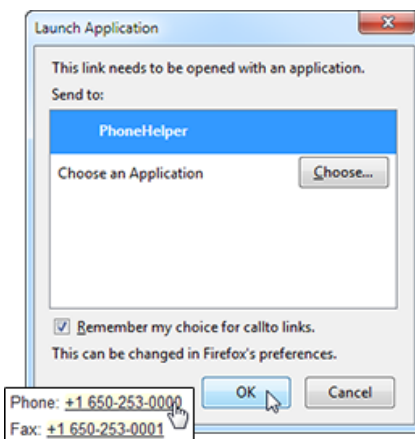 Launch Application
This link needs to be opened with an application.
Send to:
PhoneHelper
Choose an Application Choose...
Remember my choice for callto links.
This can be changed in Firefox's preferences.
OK Cancel
Phone: +1 650-253-0000
Fax: +1 650-253-0001